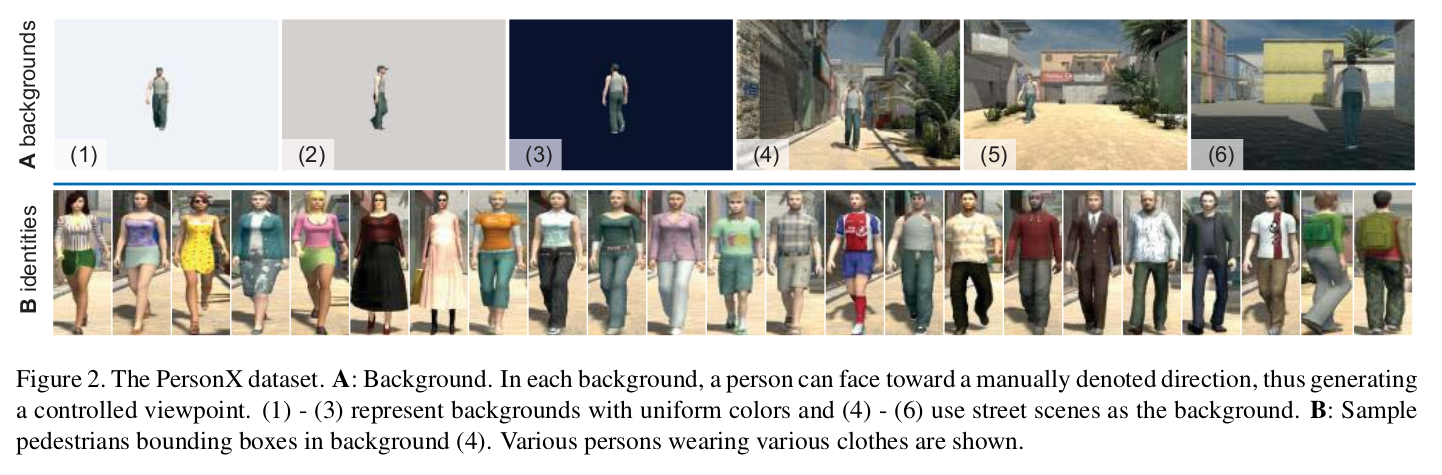 A backgrounds
(1)
(2)
(3)
(4)
(5)
(6)
B identities
Figure 2. The PersonX dataset. A: Background. In each background, a person can face toward a manually denoted direction, thus generating
a controlled viewpoint. (1) - (3) represent backgrounds with uniform colors and (4) - (6) use street scenes as the background. B: Sample
pedestrians bounding boxes in background (4). Various persons wearing various clothes are shown.